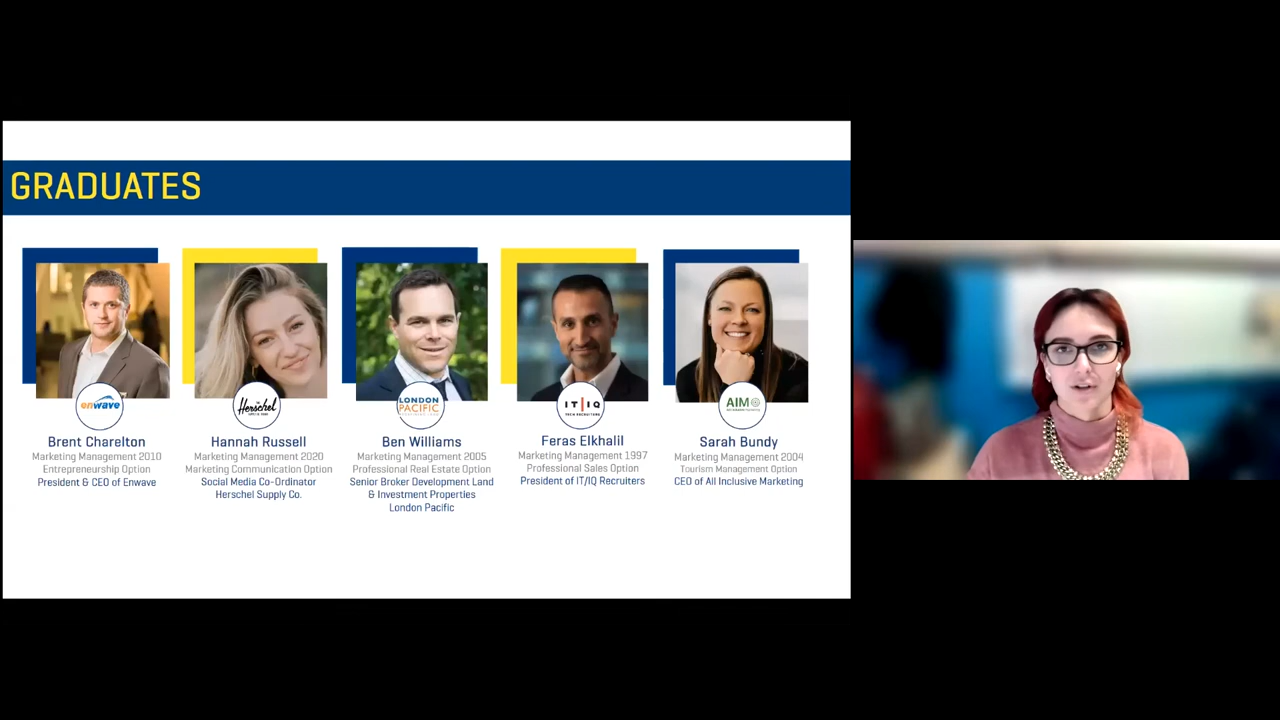 GRADUATES
enwave
Herschel
LONDON
PACIFIC
IT|IQ
TECH RECRUITERS
AIM
Brent Charelton
Marketing Management 2010
Entrepreneurship Option
President & CEO of Enwave
Hannah Russell
Marketing Management 2020
Marketing Communication Option
Social Media Co-Ordinator
Herschel Supply Co.
Ben Williams
Marketing Management 2005
Professional Real Estate Option
Senior Broker Development Land
& Investment Properties
London Pacific
Feras Elkhalil
Marketing Management 1997
Professional Sales Option
President of IT/IQ Recruiters
Sarah Bundy
Marketing Management 2004
Tourism Management Option
CEO of All Inclusive Marketing